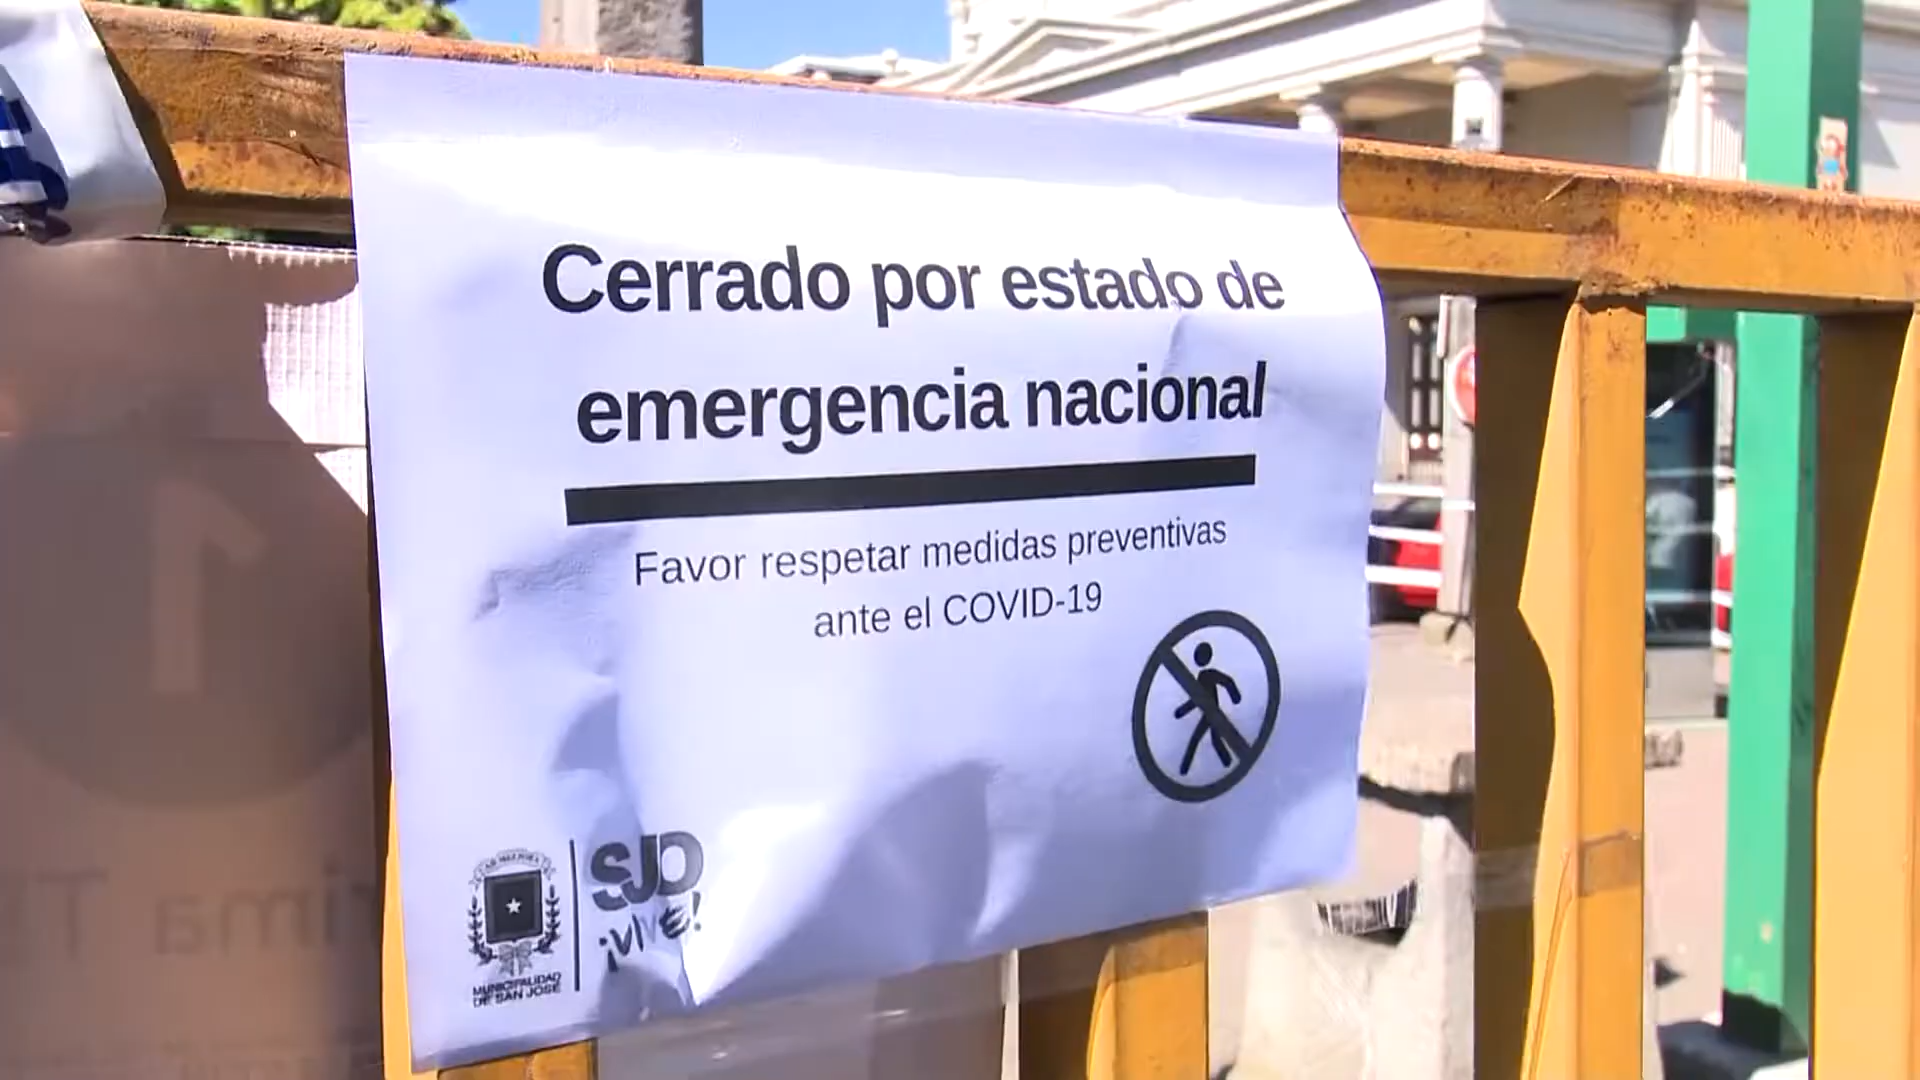 Cerrado por estado de
emergencia nacional
Favor respetar medidas preventivas
ante el COVID-19
SJO
¡VIVE!
MUNICIPALIDAD
DE SAN JOSÉ